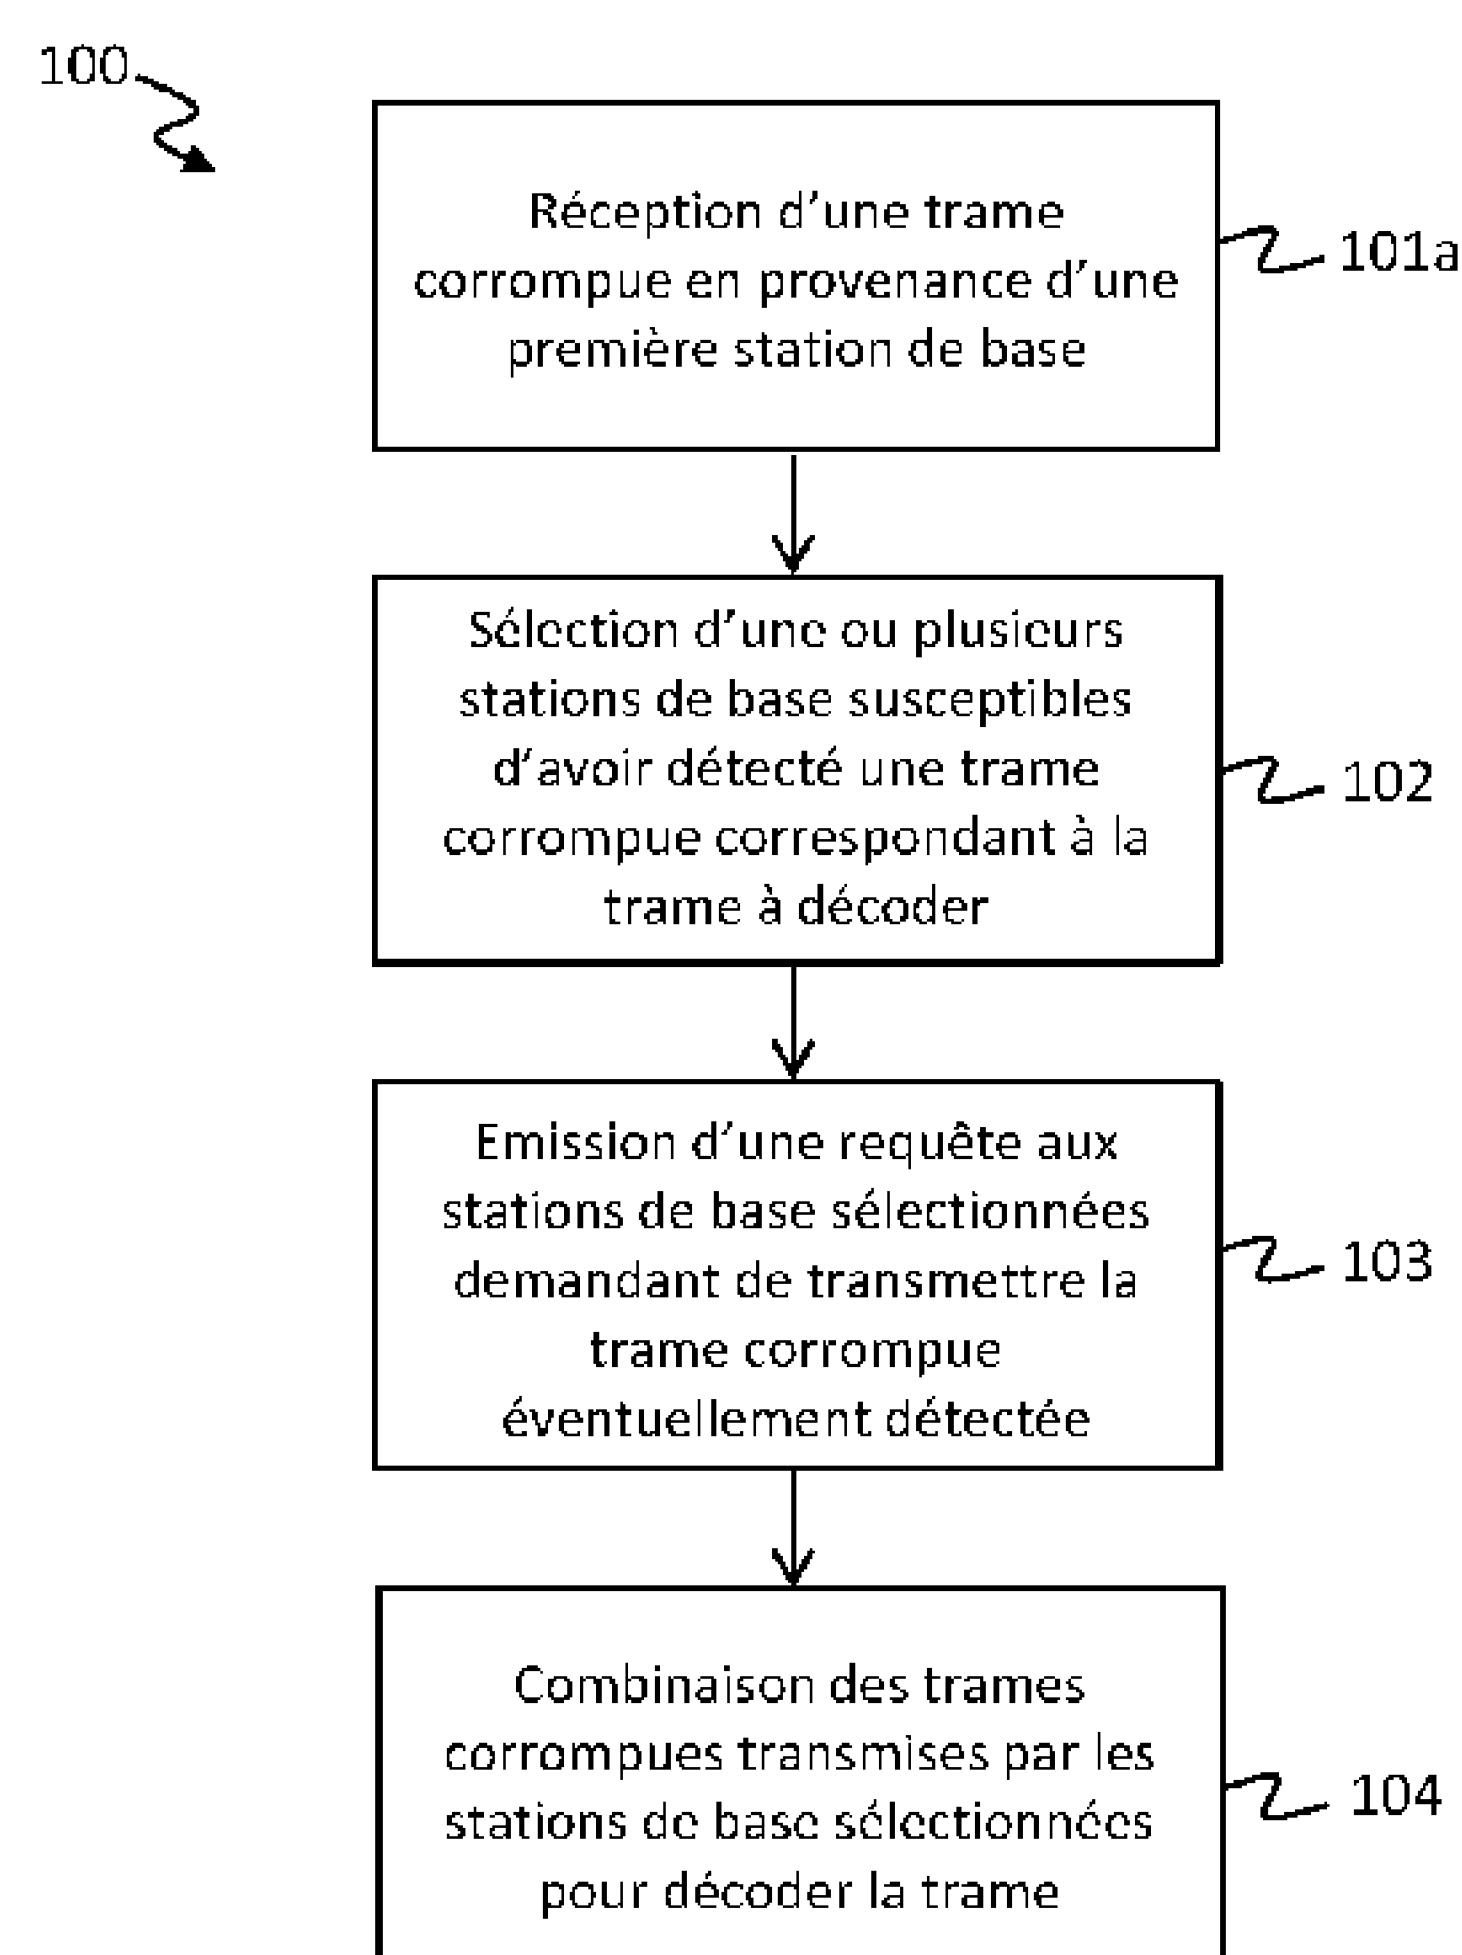 100
Réception d'une trame
corrompue en provenance d'une
première station de base
101a
Sélection d'une ou plusieurs
stations de base susceptibles
d'avoir détecté une trame
corrompue correspondant à la
trame à décoder
102
Emission d'une requête aux
stations de base sélectionnées
demandant de transmettre la
trame corrompue
éventuellement détectée
103
Combinaison des trames
corrompues transmises par les
stations de base sélectionnées
pour décoder la trame
104